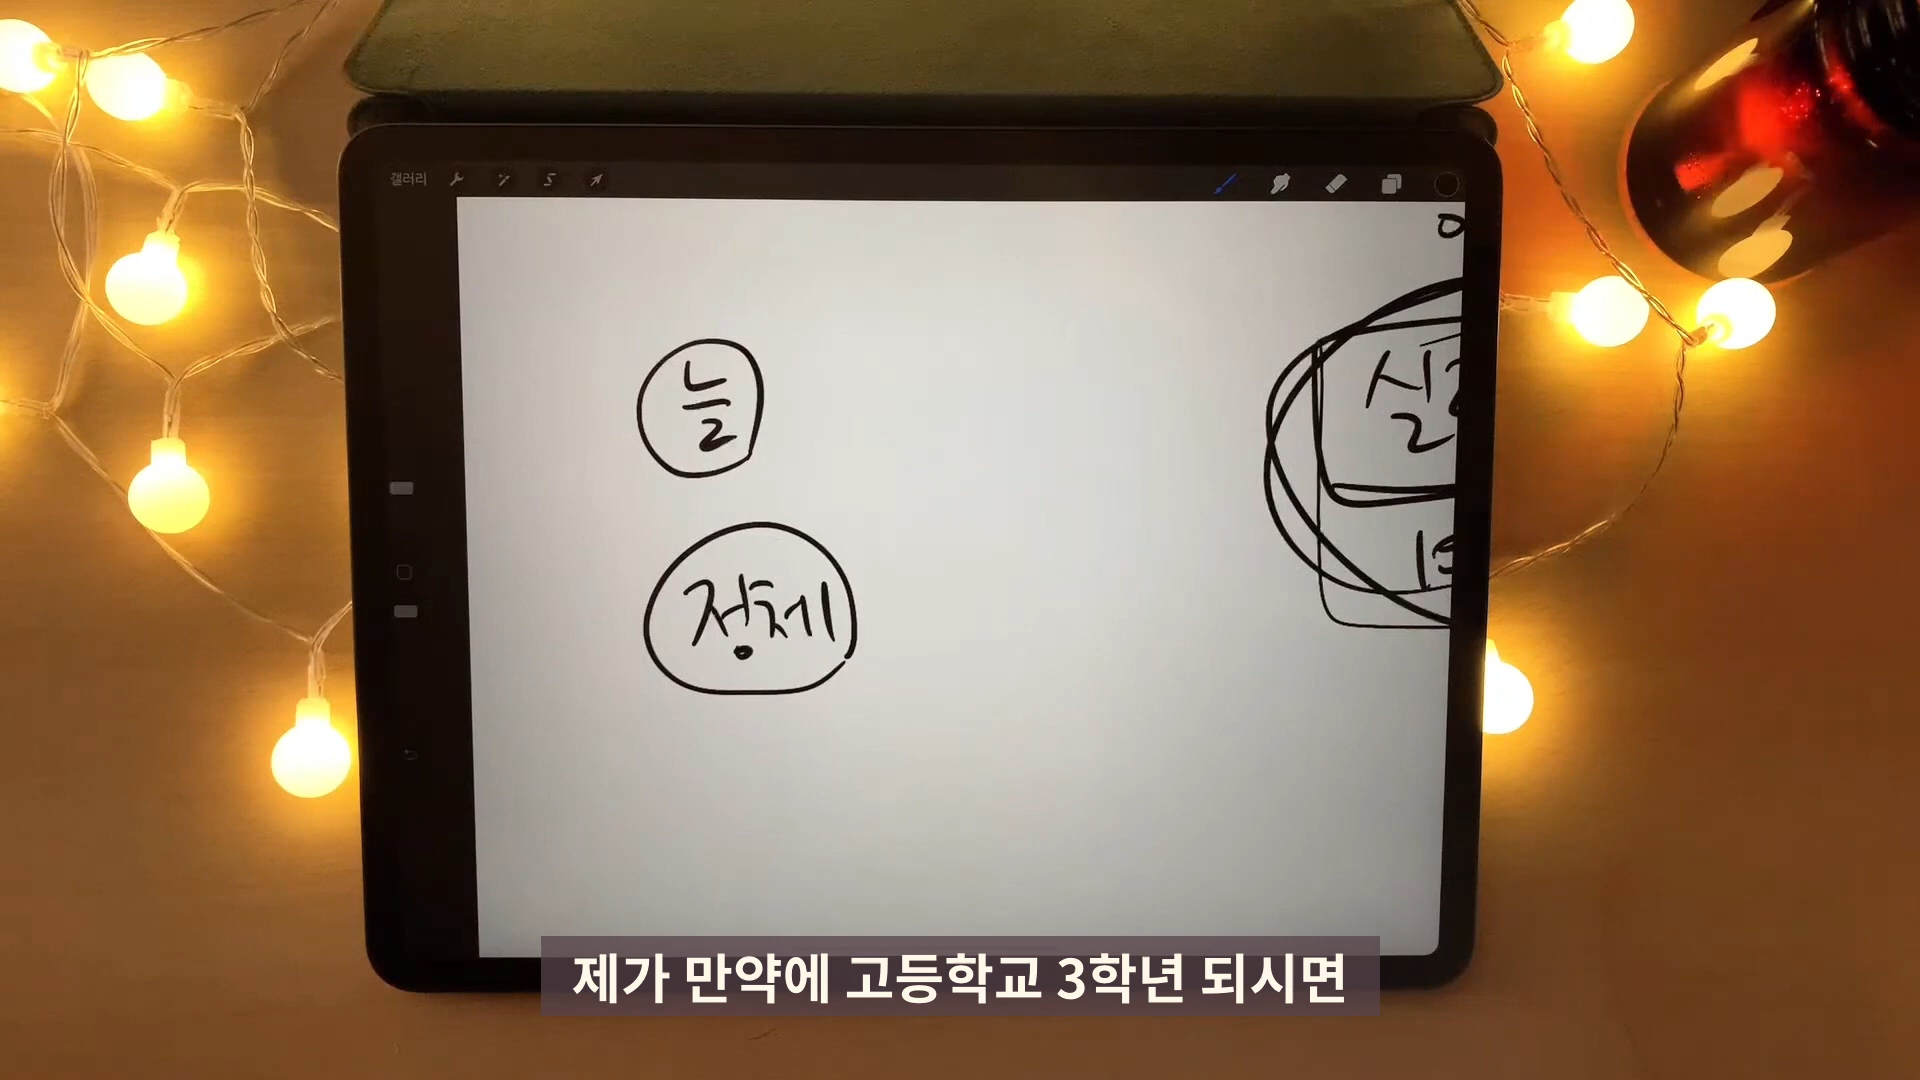 갤러리
늘
실
정체
제가 만약에 고등학교 3학년 되시면